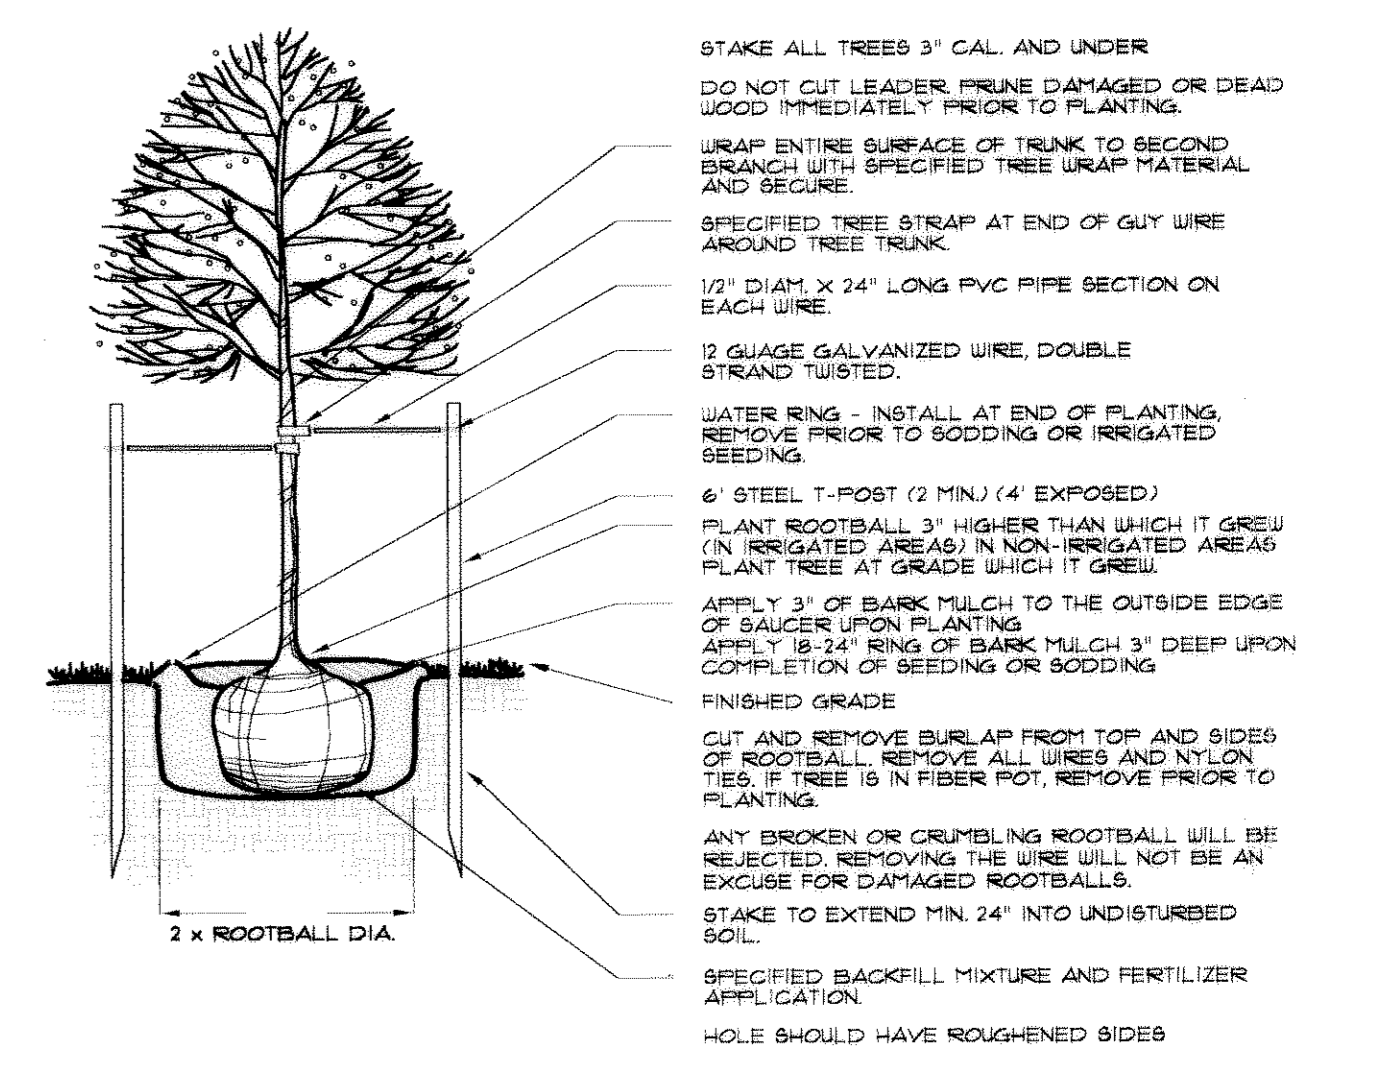 STAKE ALL TREES 3" CAL. AND UNDER
DO NOT CUT LEADER. PRUNE DAMAGED OR DEAD
WOOD IMMEDIATELY PRIOR TO PLANTING.
WRAP ENTIRE SURFACE OF TRUNK TO SECOND
BRANCH WITH SPECIFIED TREE WRAP MATERIAL
AND SECURE.
SPECIFIED TREE STRAP AT END OF GUY WIRE
AROUND TREE TRUNK.
1/2" DIAM. X 24" LONG PVC PIPE SECTION ON
EACH WIRE.
12 GUAGE GALVANIZED WIRE, DOUBLE
STRAND TWISTED.
WATER RING - INSTALL AT END OF PLANTING,
REMOVE PRIOR TO SODDING OR IRRIGATED
SEEDING.
6' STEEL T-POST (2 MIN.) (4' EXPOSED)
PLANT ROOTBALL 3" HIGHER THAN WHICH IT GREW
(IN IRRIGATED AREAS) IN NON-IRRIGATED AREAS
PLANT TREE AT GRADE WHICH IT GREW.
APPLY 3" OF BARK MULCH TO THE OUTSIDE EDGE
OF SAUCER UPON PLANTING
APPLY 18-24" RING OF BARK MULCH 3" DEEP UPON
COMPLETION OF SEEDING OR SODDING
FINISHED GRADE
CUT AND REMOVE BURLAP FROM TOP AND SIDES
OF ROOTBALL. REMOVE ALL WIRES AND NYLON
TIES. IF TREE IS IN FIBER POT, REMOVE PRIOR TO
PLANTING.
ANY BROKEN OR CRUMBLING ROOTBALL WILL BE
REJECTED. REMOVING THE WIRE WILL NOT BE AN
EXCUSE FOR DAMAGED ROOTBALLS.
STAKE TO EXTEND MIN. 24" INTO UNDISTURBED
SOIL.
SPECIFIED BACKFILL MIXTURE AND FERTILIZER
APPLICATION.
HOLE SHOULD HAVE ROUGHENED SIDES
2 x ROOTBALL DIA.